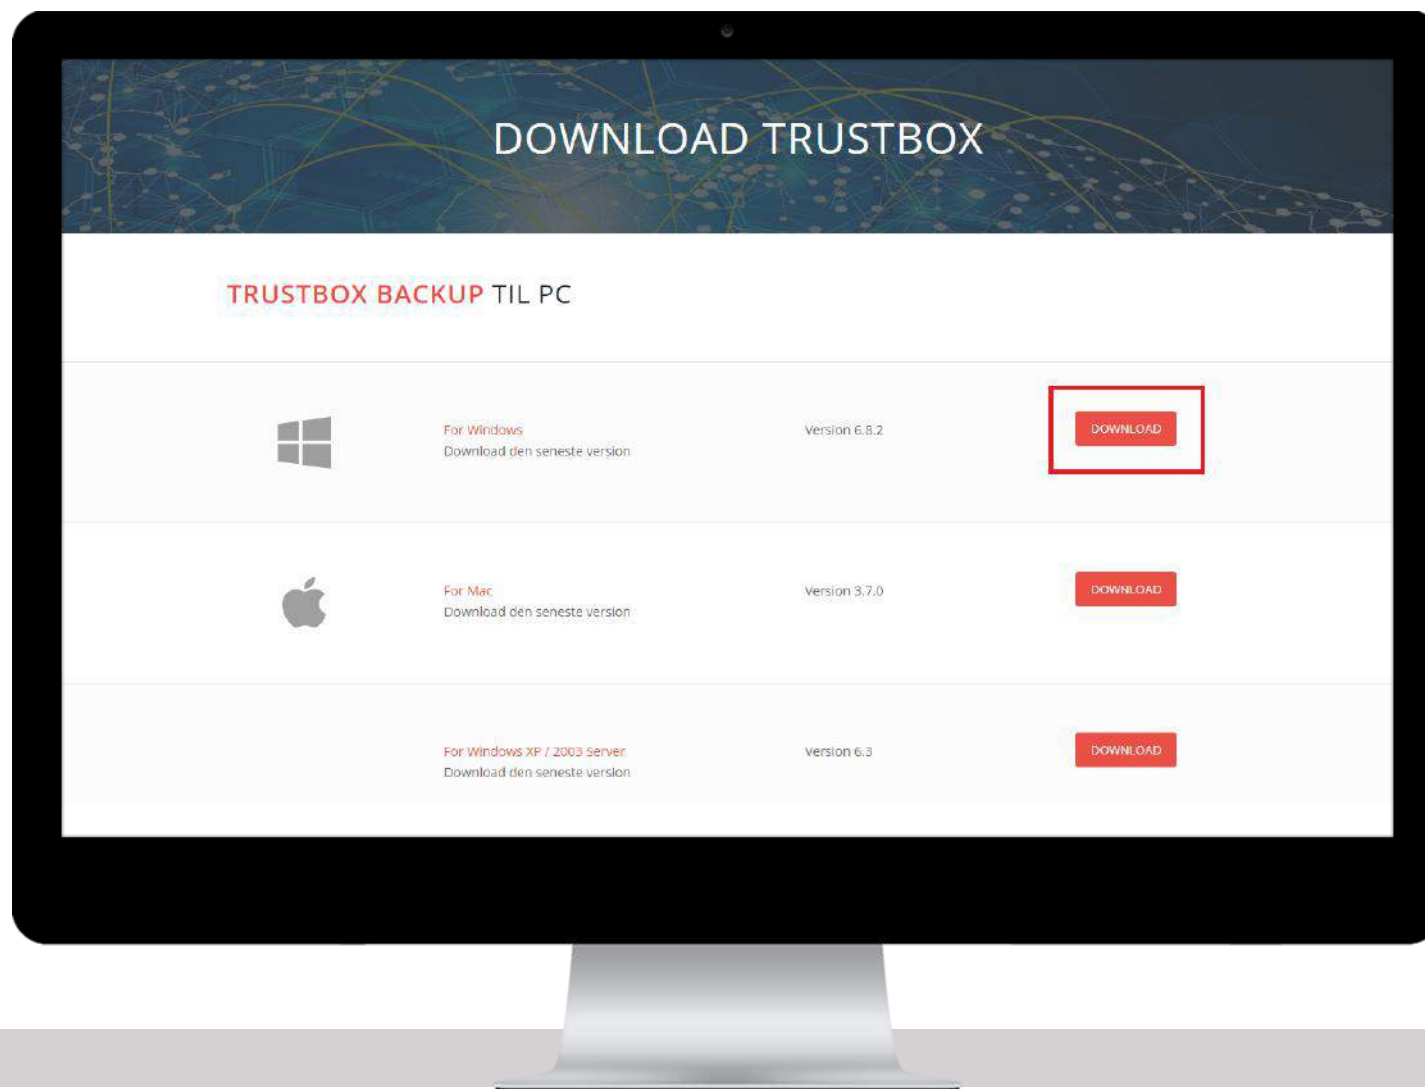 DOWNLOAD TRUSTBOX
TRUSTBOX BACKUP TIL PC
For Windows
Download den seneste version
Version 6.8.2
DOWNLOAD
For Mac
Download den seneste version
Version 3.7.0
DOWNLOAD
For Windows XP / 2003 Server
Download den seneste version
Version 6.3
DOWNLOAD